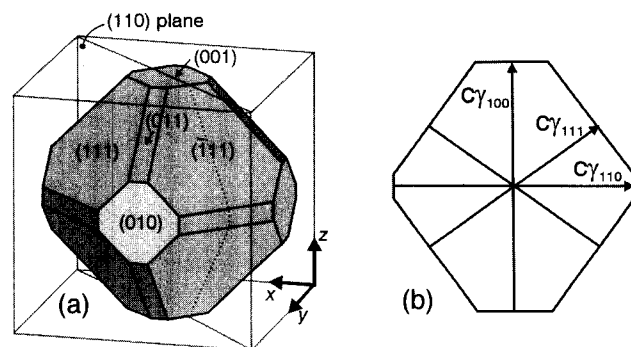 (110) plane
(001)
(011)
(111)
(1̄11)
(010)
z
x
y
(a)
Cγ100
Cγ111
Cγ110
(b)